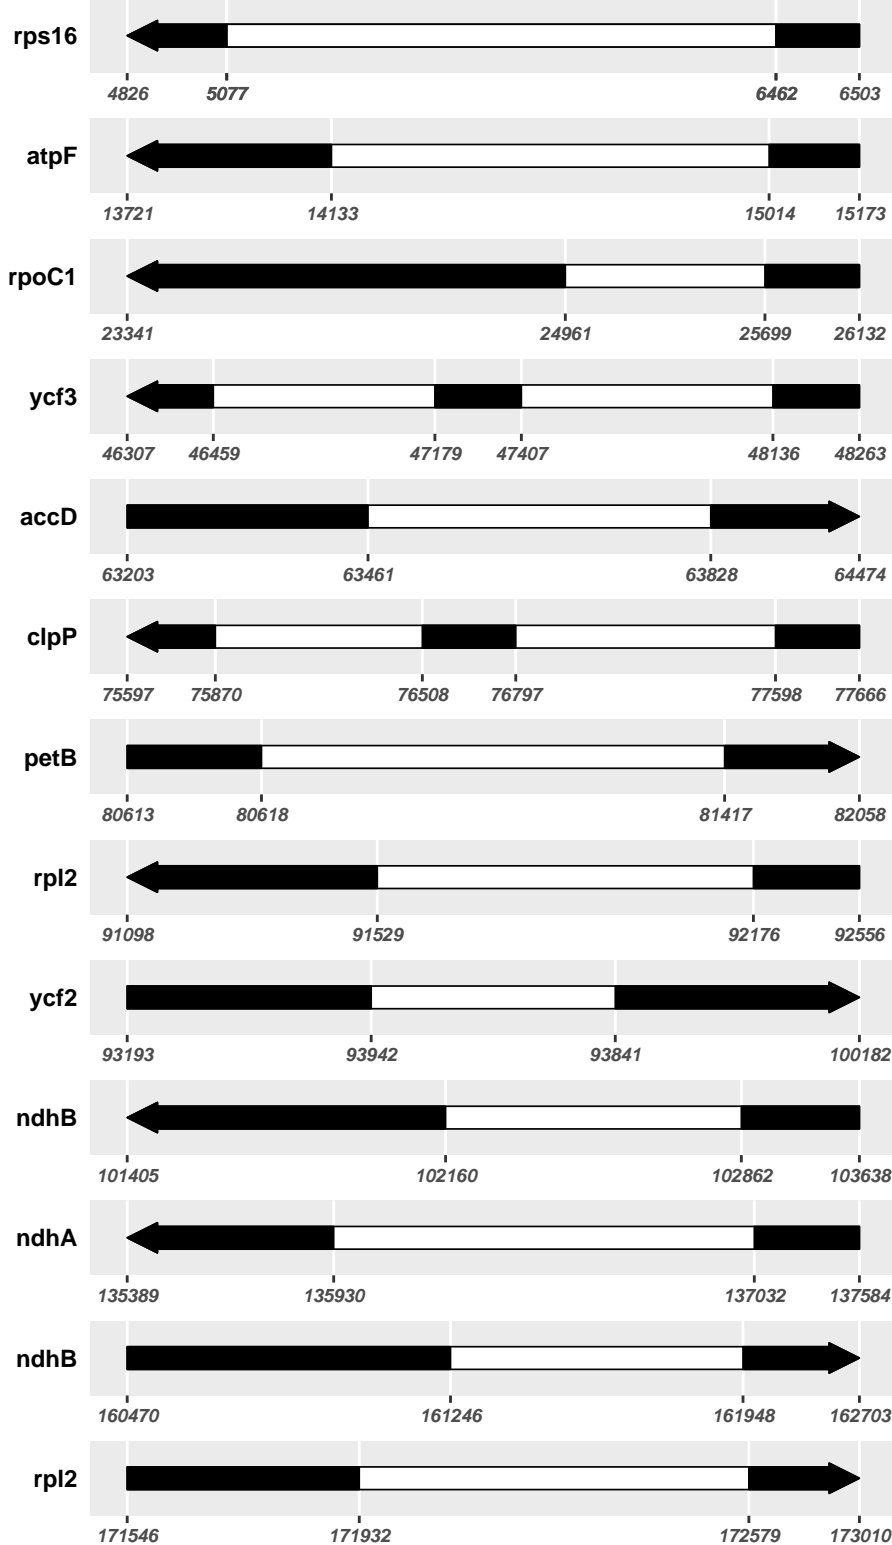 rps16
4826 5077 6462 6503
atpF
13721 14133 15014 15173
rpoC1
23341 24961 25699 26132
ycf3
46307 46459 47179 47407 48136 48263
accD
63203 63461 63828 64474
clpP
75597 75870 76508 76797 77598 77666
petB
80613 80618 81417 82058
rpl2
91098 91529 92176 92556
ycf2
93193 93942 93841 100182
ndhB
101405 102160 102862 103638
ndhA
135389 135930 137032 137584
ndhB
160470 161246 161948 162703
rpl2
171546 171932 172579 173010